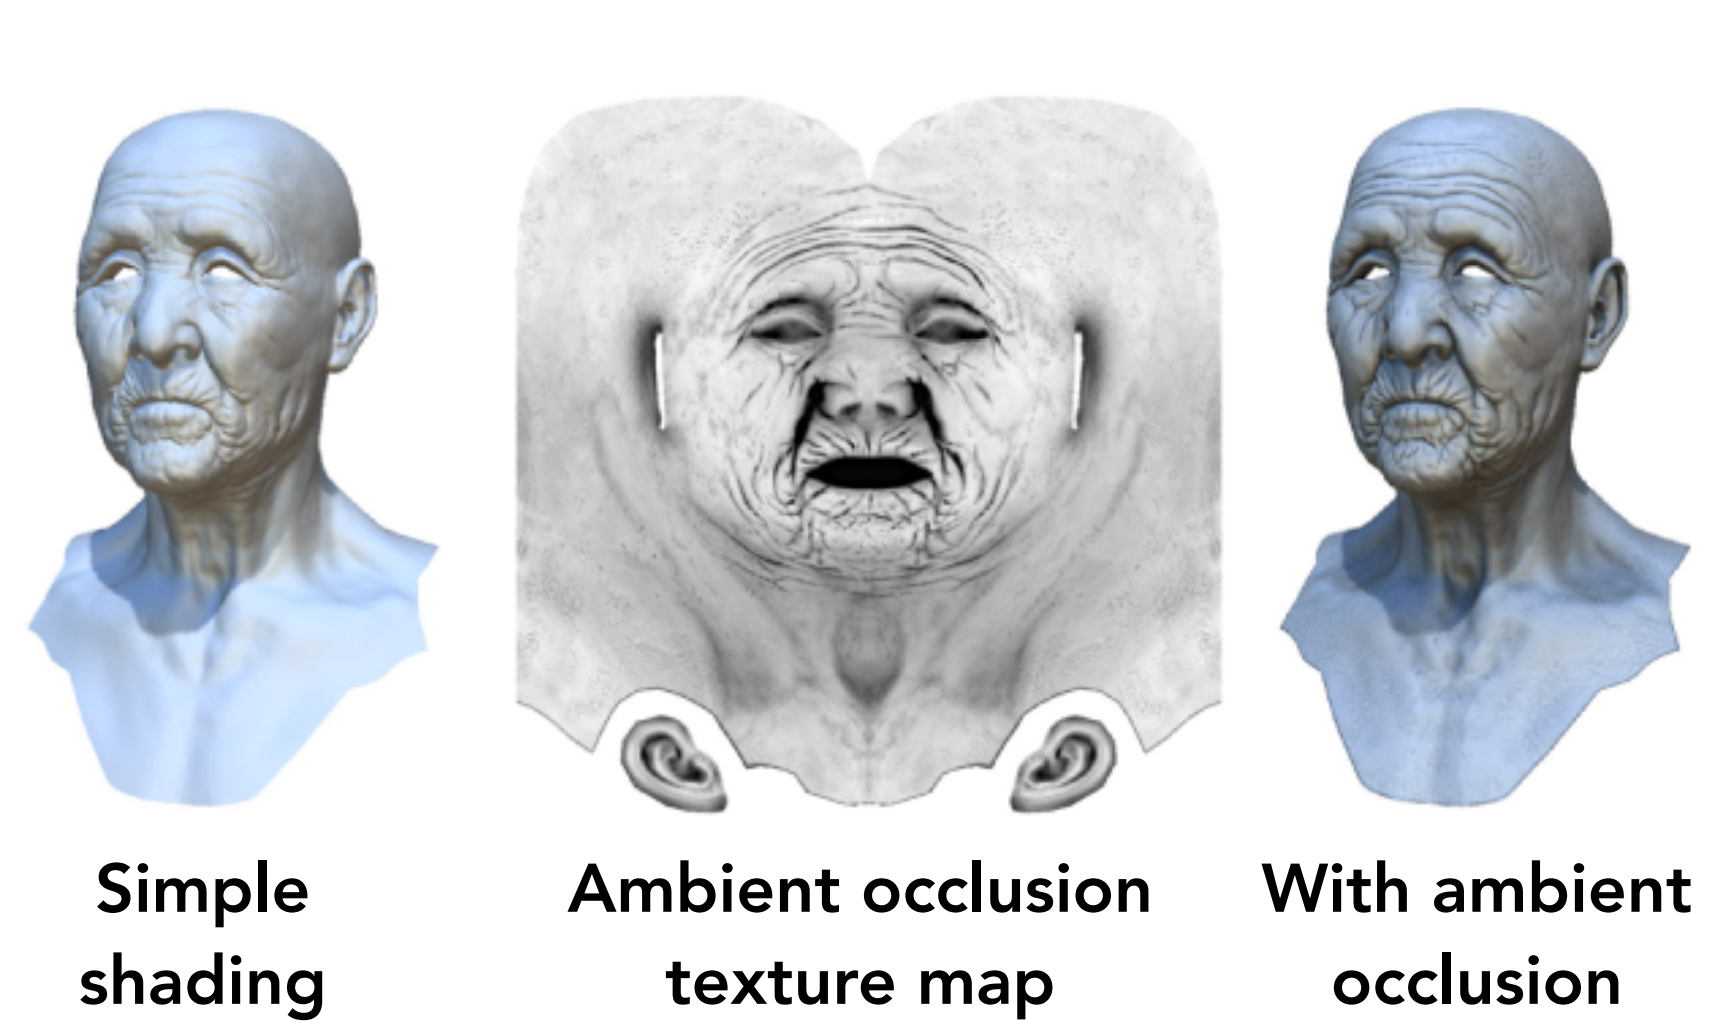 Simple
shading
Ambient occlusion
texture map
With ambient
occlusion